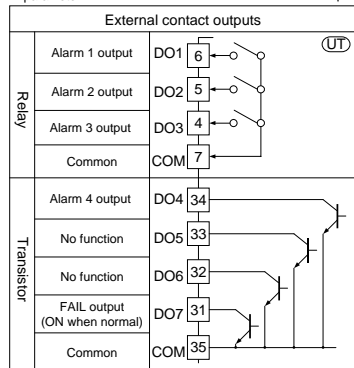 External contact outputs
UT
Relay
Alarm 1 output DO1 6
Alarm 2 output DO2 5
Alarm 3 output DO3 4
Common COM 7
Transistor
Alarm 4 output DO4 34
No function DO5 33
No function DO6 32
FAIL output
(ON when normal) DO7 31
Common COM 35